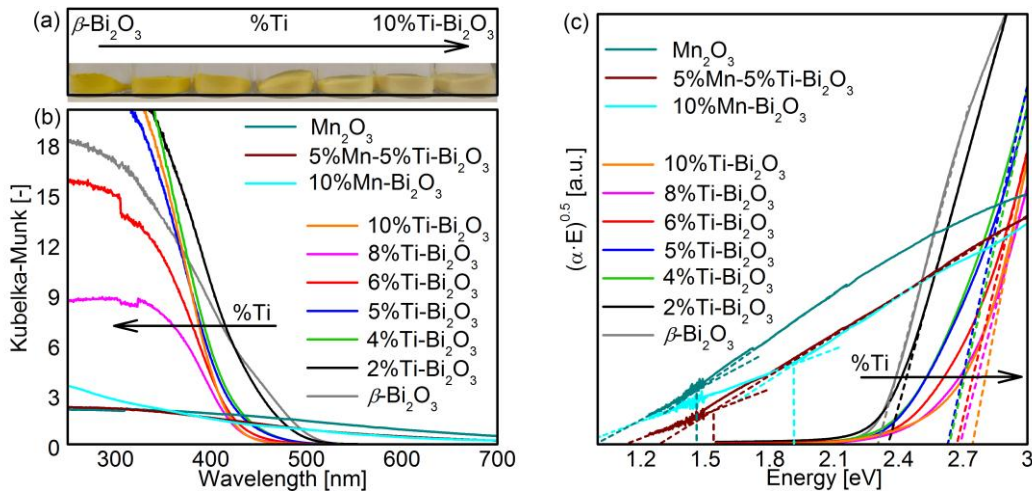 (a)
β-Bi₂O₃ %Ti 10%Ti-Bi₂O₃
(b)
18
15
12
9
6
3
0
Kubelka-Munk [-]
Mn₂O₃
5%Mn-5%Ti-Bi₂O₃
10%Mn-Bi₂O₃
10%Ti-Bi₂O₃
8%Ti-Bi₂O₃
6%Ti-Bi₂O₃
5%Ti-Bi₂O₃
4%Ti-Bi₂O₃
2%Ti-Bi₂O₃
β-Bi₂O₃
%Ti
300 400 500 600 700
Wavelength [nm]
(c)
(α·E)^0.5 [a.u.]
Mn₂O₃
5%Mn-5%Ti-Bi₂O₃
10%Mn-Bi₂O₃
10%Ti-Bi₂O₃
8%Ti-Bi₂O₃
6%Ti-Bi₂O₃
5%Ti-Bi₂O₃
4%Ti-Bi₂O₃
2%Ti-Bi₂O₃
β-Bi₂O₃
%Ti
1.2 1.5 1.8 2.1 2.4 2.7 3
Energy [eV]